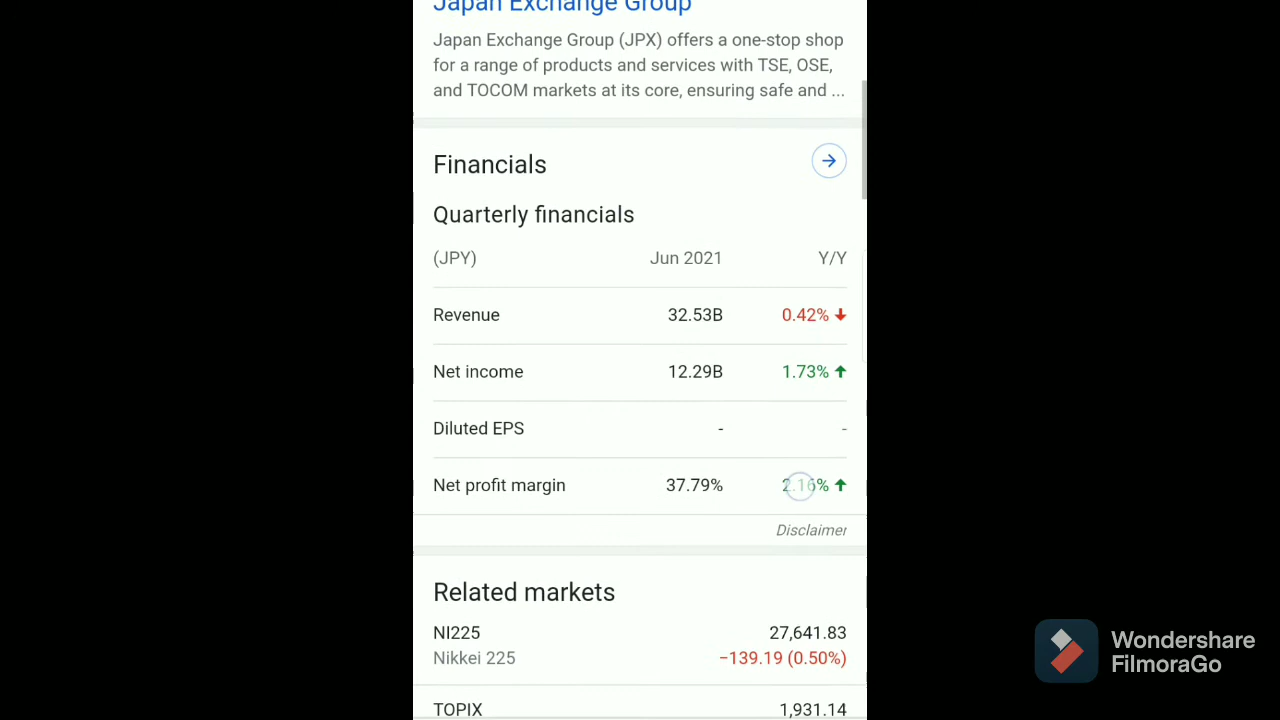 Japan Exchange Group
Japan Exchange Group (JPX) offers a one-stop shop
for a range of products and services with TSE, OSE,
and TOCOM markets at its core, ensuring safe and ...
Financials
Quarterly financials
(JPY) Jun 2021 Y/Y
Revenue 32.53B 0.42%
Net income 12.29B 1.73%
Diluted EPS - -
Net profit margin 37.79% 2.16%
Disclaimer
Related markets
NI225 27,641.83
Nikkei 225 −139.19 (0.50%)
TOPIX 1,931.14
Wondershare
FilmoraGo